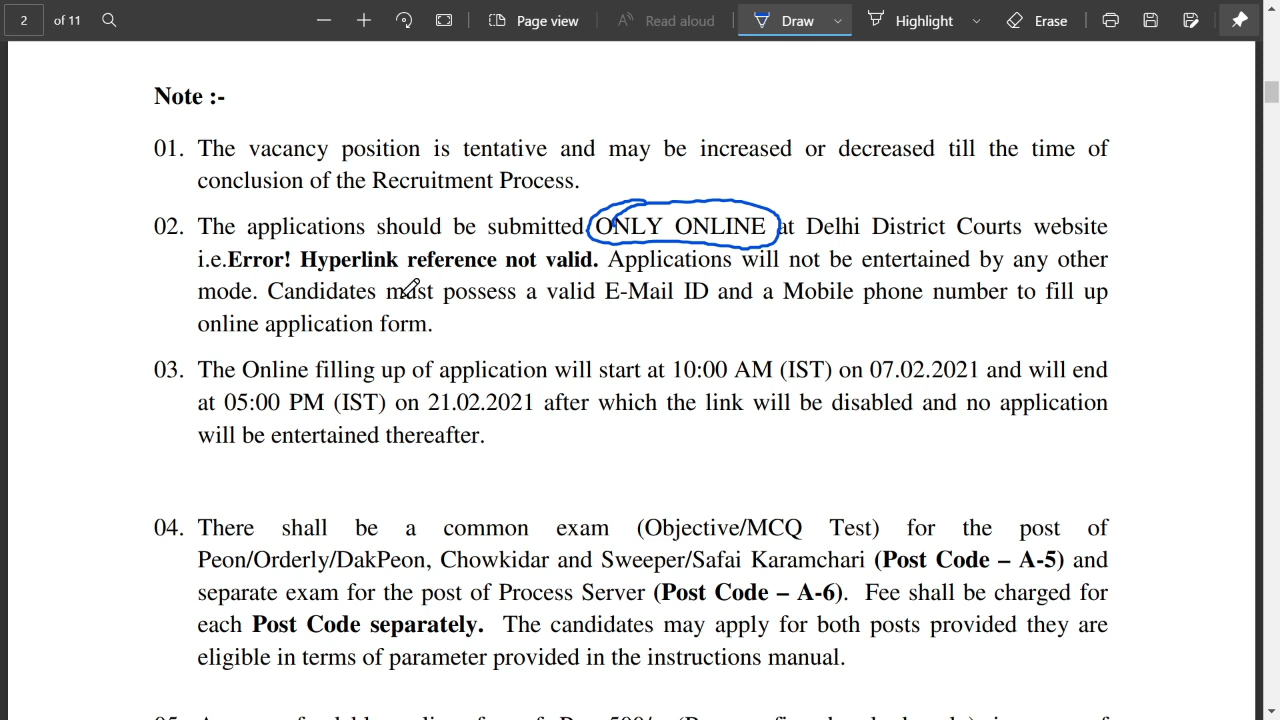 2 of 11 Page view Read aloud Draw Highlight Erase
Note :-
01. The vacancy position is tentative and may be increased or decreased till the time of
conclusion of the Recruitment Process.
02. The applications should be submitted ONLY ONLINE at Delhi District Courts website
i.e.Error! Hyperlink reference not valid. Applications will not be entertained by any other
mode. Candidates must possess a valid E-Mail ID and a Mobile phone number to fill up
online application form.
03. The Online filling up of application will start at 10:00 AM (IST) on 07.02.2021 and will end
at 05:00 PM (IST) on 21.02.2021 after which the link will be disabled and no application
will be entertained thereafter.
04. There shall be a common exam (Objective/MCQ Test) for the post of
Peon/Orderly/DakPeon, Chowkidar and Sweeper/Safai Karamchari (Post Code – A-5) and
separate exam for the post of Process Server (Post Code – A-6). Fee shall be charged for
each Post Code separately. The candidates may apply for both posts provided they are
eligible in terms of parameter provided in the instructions manual.